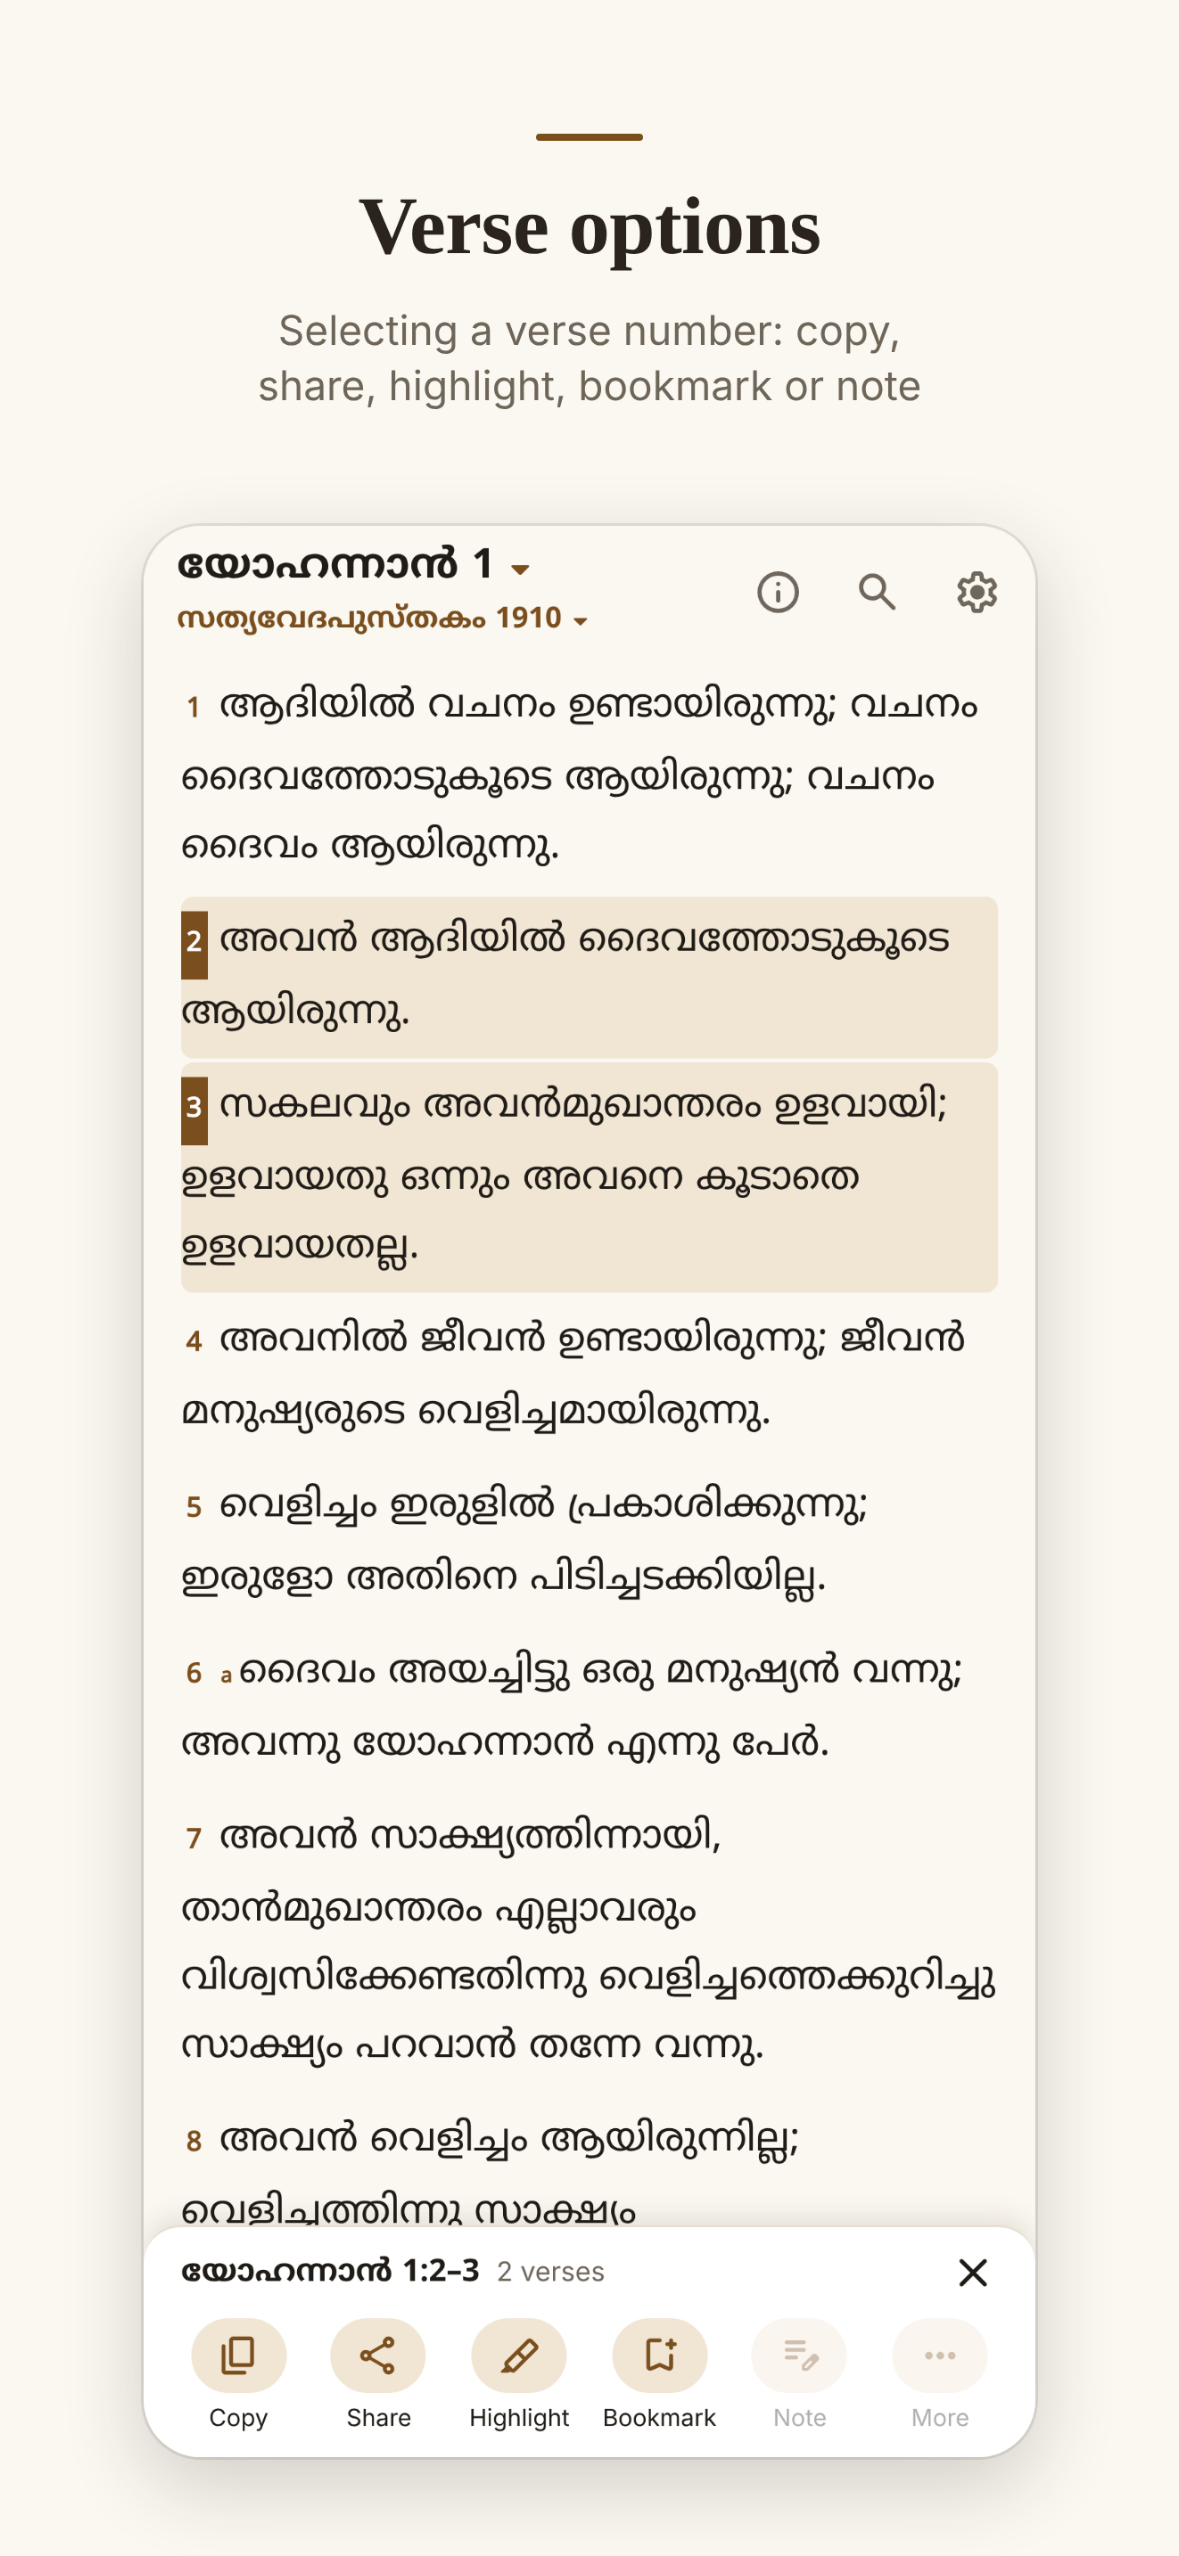 Verse options
Selecting a verse number: copy,
share, highlight, bookmark or note
യോഹന്നാൻ 1
സത്യവേദപുസ്തകം 1910
1 ആദിയിൽ വചനം ഉണ്ടായിരുന്നു; വചനം
ദൈവത്തോടുകൂടെ ആയിരുന്നു; വചനം
ദൈവം ആയിരുന്നു.
2 അവൻ ആദിയിൽ ദൈവത്തോടുകൂടെ
ആയിരുന്നു.
3 സകലവും അവൻമുഖാന്തരം ഉളവായി;
ഉളവായതു ഒന്നും അവനെ കൂടാതെ
ഉളവായതല്ല.
4 അവനിൽ ജീവൻ ഉണ്ടായിരുന്നു; ജീവൻ
മനുഷ്യരുടെ വെളിച്ചമായിരുന്നു.
5 വെളിച്ചം ഇരുളിൽ പ്രകാശിക്കുന്നു;
ഇരുളോ അതിനെ പിടിച്ചടക്കിയില്ല.
6 a ദൈവം അയച്ചിട്ടു ഒരു മനുഷ്യൻ വന്നു;
അവന്നു യോഹന്നാൻ എന്നു പേർ.
7 അവൻ സാക്ഷ്യത്തിന്നായി,
താൻമുഖാന്തരം എല്ലാവരും
വിശ്വസിക്കേണ്ടതിന്നു വെളിച്ചത്തെക്കുറിച്ചു
സാക്ഷ്യം പറവാൻ തന്നേ വന്നു.
8 അവൻ വെളിച്ചം ആയിരുന്നില്ല;
വെളിച്ചത്തിന്നു സാക്ഷ്യം
യോഹന്നാൻ 1:2–3 2 verses
Copy Share Highlight Bookmark Note More